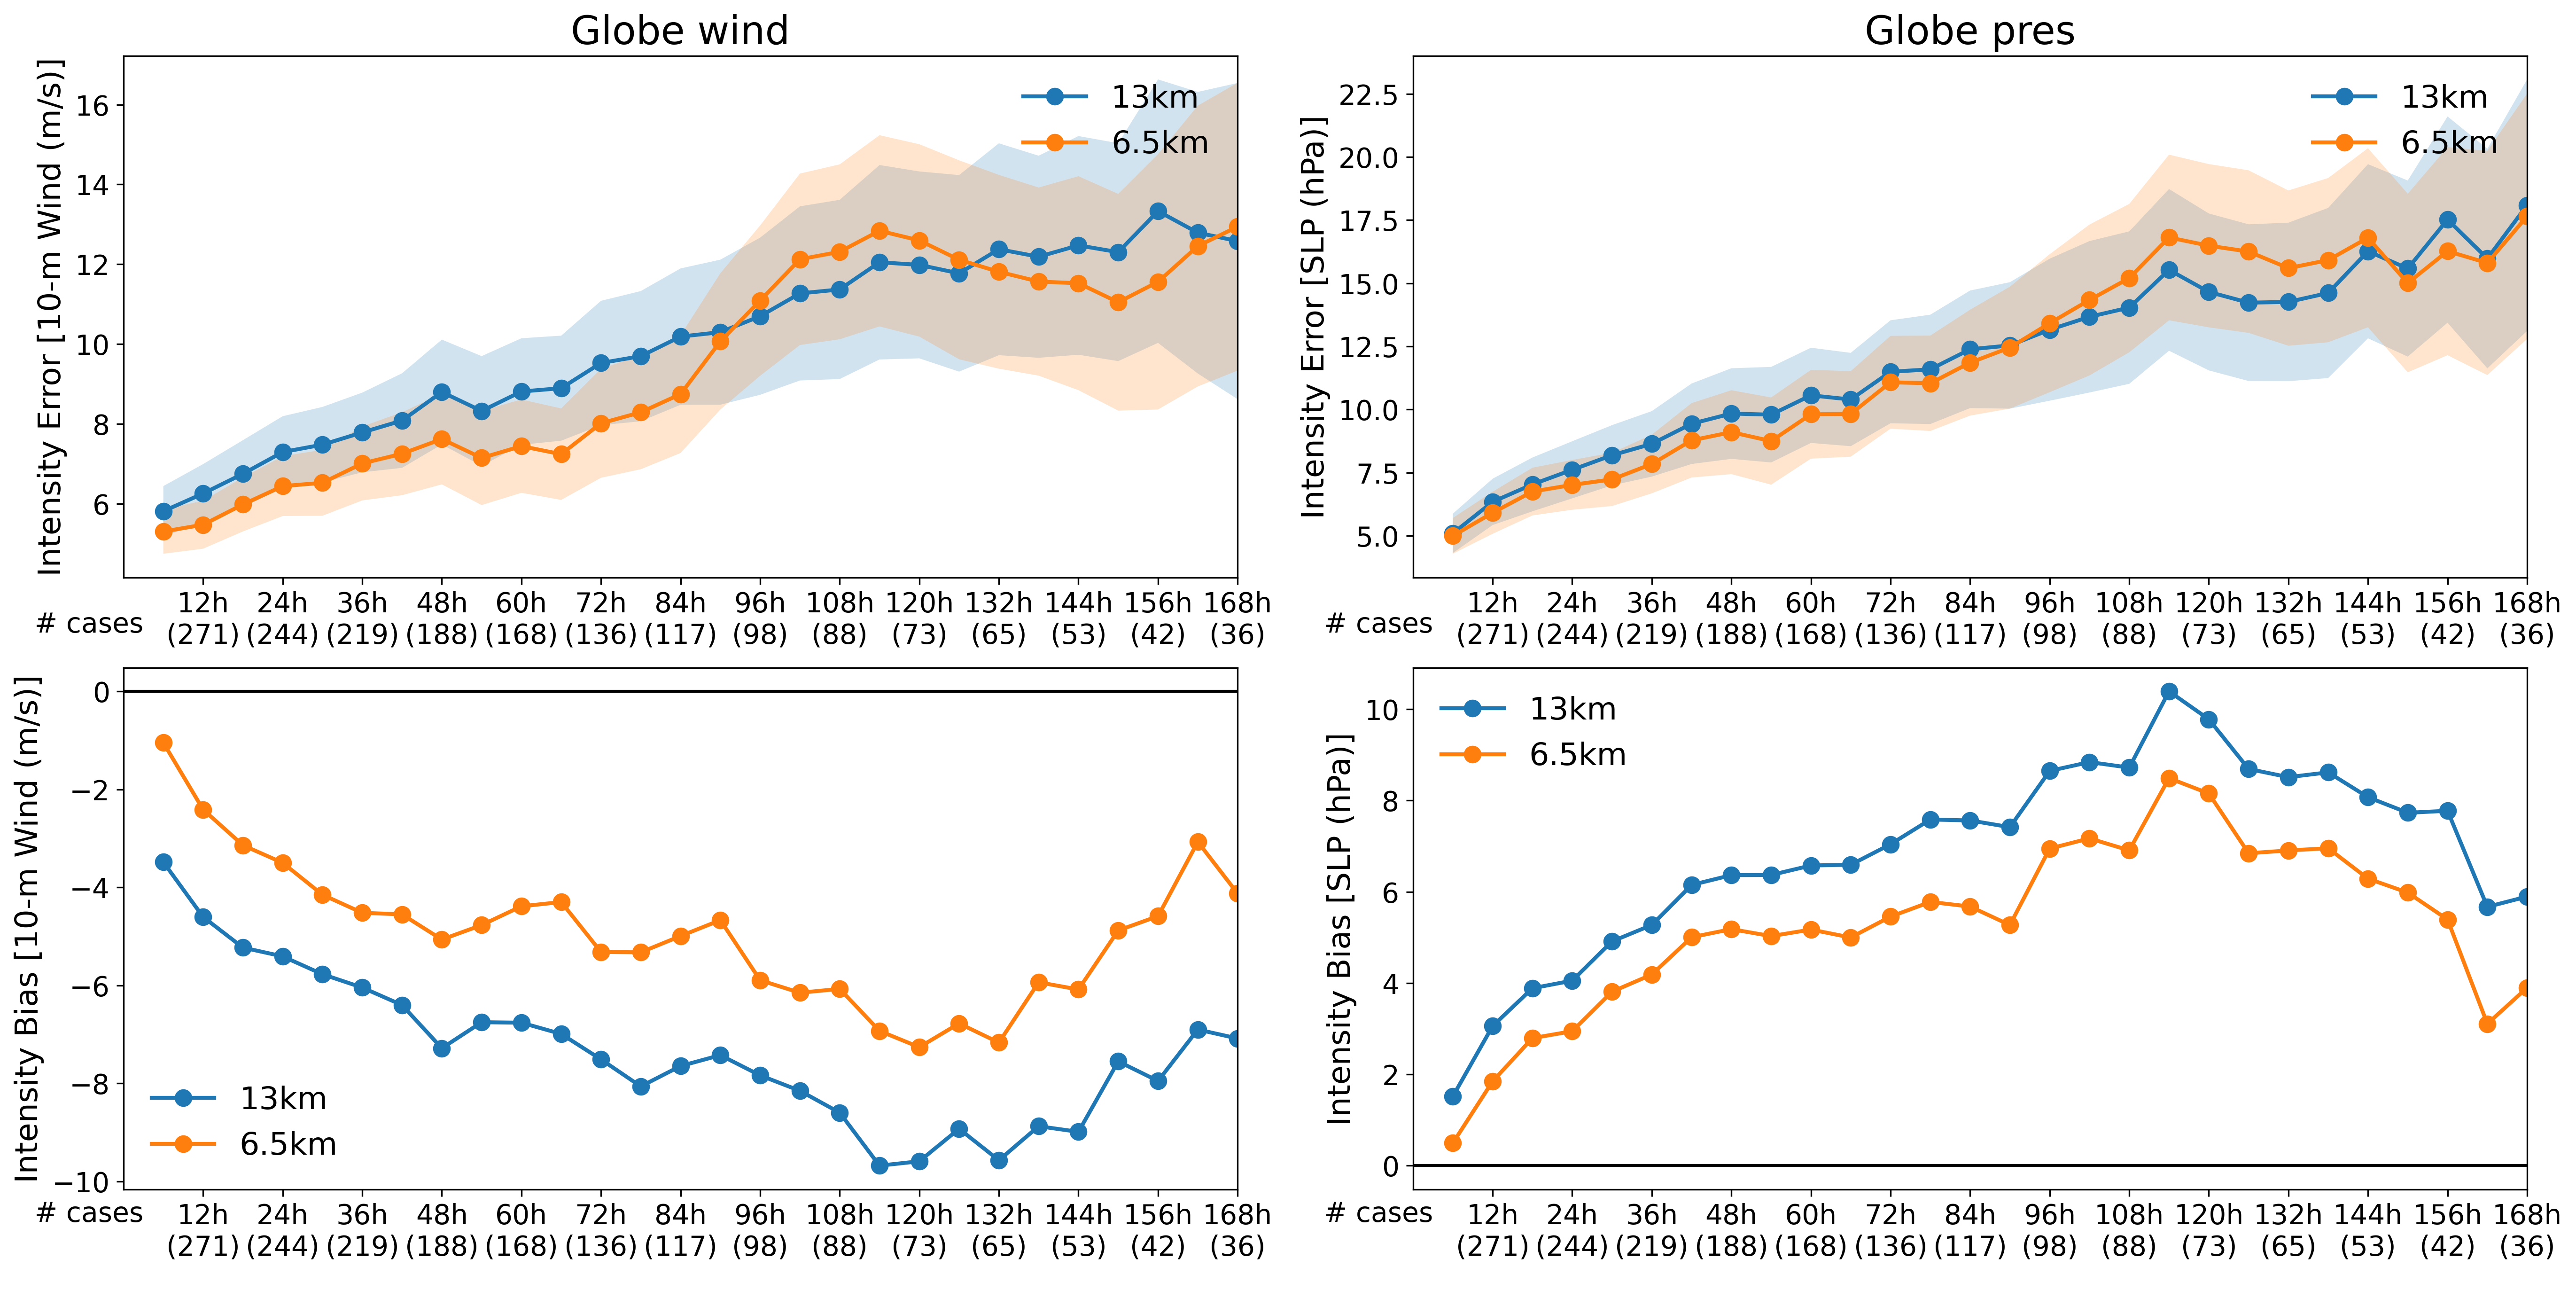 Globe wind
Intensity Error [10-m Wind (m/s)]
16
14
12
10
8
6
13km
6.5km
# cases
12h 24h 36h 48h 60h 72h 84h 96h 108h 120h 132h 144h 156h 168h
(271) (244) (219) (188) (168) (136) (117) (98) (88) (73) (65) (53) (42) (36)
Globe pres
Intensity Error [SLP (hPa)]
22.5
20.0
17.5
15.0
12.5
10.0
7.5
5.0
13km
6.5km
# cases
12h 24h 36h 48h 60h 72h 84h 96h 108h 120h 132h 144h 156h 168h
(271) (244) (219) (188) (168) (136) (117) (98) (88) (73) (65) (53) (42) (36)
Intensity Bias [10-m Wind (m/s)]
0
−2
−4
−6
−8
−10
13km
6.5km
# cases
12h 24h 36h 48h 60h 72h 84h 96h 108h 120h 132h 144h 156h 168h
(271) (244) (219) (188) (168) (136) (117) (98) (88) (73) (65) (53) (42) (36)
Intensity Bias [SLP (hPa)]
10
8
6
4
2
0
13km
6.5km
# cases
12h 24h 36h 48h 60h 72h 84h 96h 108h 120h 132h 144h 156h 168h
(271) (244) (219) (188) (168) (136) (117) (98) (88) (73) (65) (53) (42) (36)